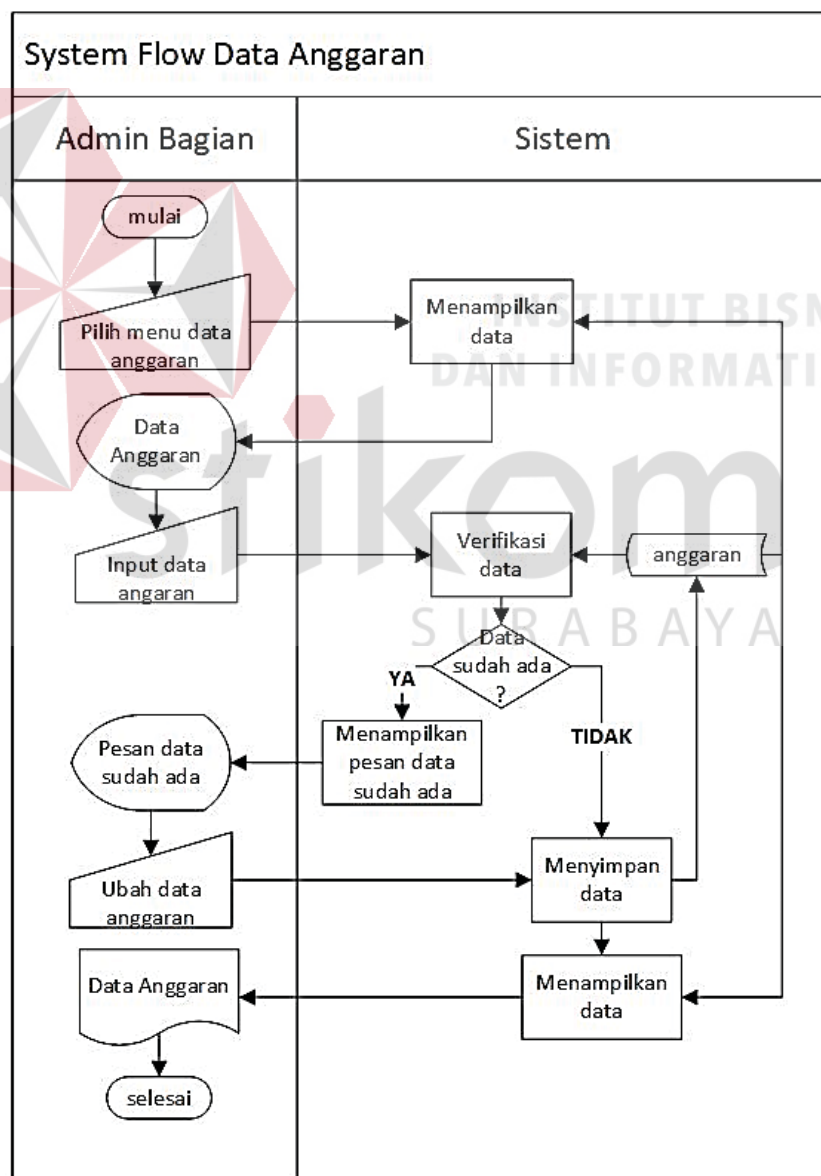 System Flow Data Anggaran
Admin Bagian
Sistem
mulai
Pilih menu data
anggaran
Menampilkan
data
INSTITUT BISN
DAN INFORMATI
Data
Anggaran
stikom
SURABAYA
Input data
angaran
Verifikasi
data
anggaran
Data
sudah ada
?
YA
TIDAK
Menampilkan
pesan data
sudah ada
Pesan data
sudah ada
Ubah data
anggaran
Menyimpan
data
Menampilkan
data
Data Anggaran
selesai